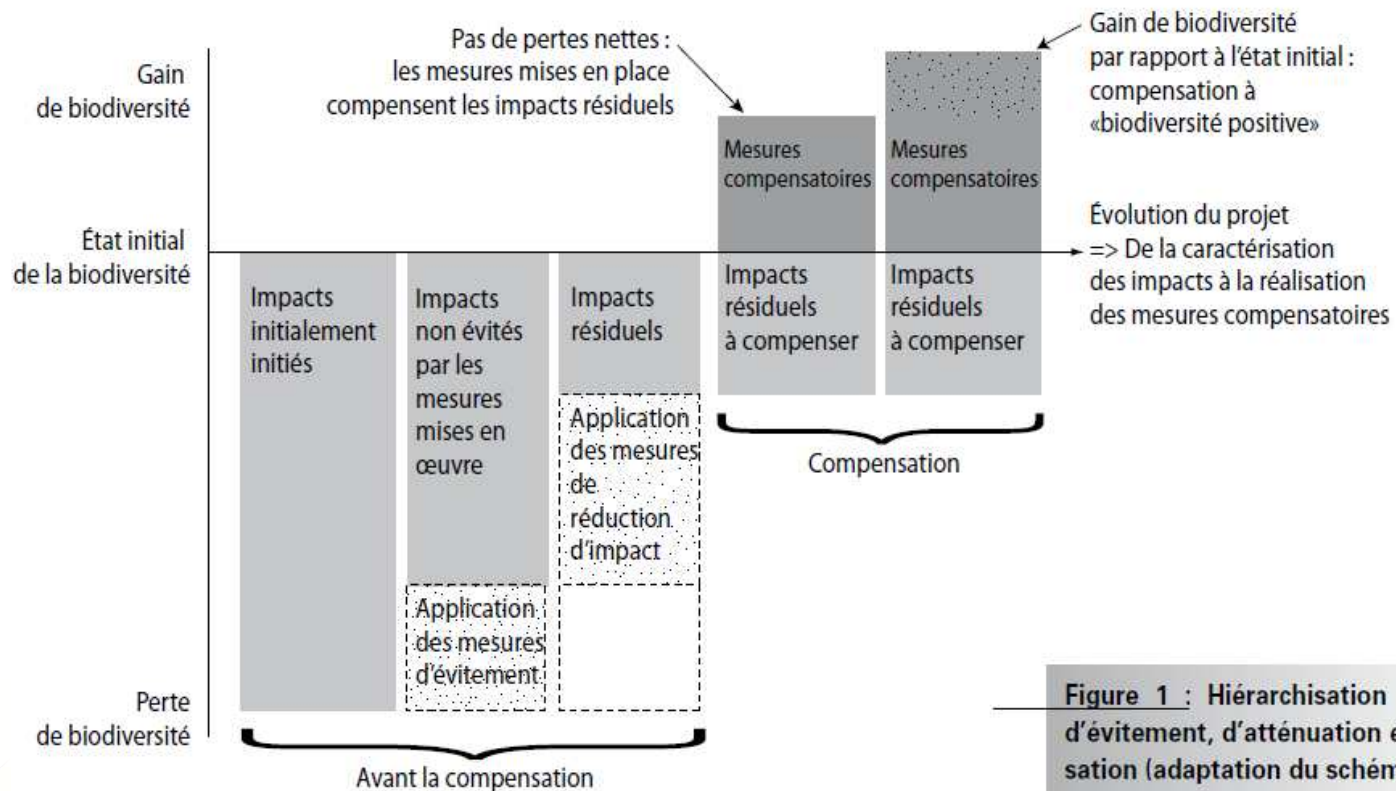 Gain
de biodiversité
Pas de pertes nettes :
les mesures mises en place
compensent les impacts résiduels
Gain de biodiversité
par rapport à l'état initial :
compensation à
«biodiversité positive»
Mesures
compensatoires
Mesures
compensatoires
État initial
de la biodiversité
Évolution du projet
=> De la caractérisation
des impacts à la réalisation
des mesures compensatoires
Impacts
initialement
initiés
Impacts
non évités
par les
mesures
mises en
œuvre
Impacts
résiduels
Impacts
résiduels
à compenser
Impacts
résiduels
à compenser
Application
des mesures
de
réduction
d'impact
Compensation
Application
des mesures
d'évitement
Perte
de biodiversité
Avant la compensation
Figure 1 : Hiérarchisation
d'évitement, d'atténuation e
sation (adaptation du schém